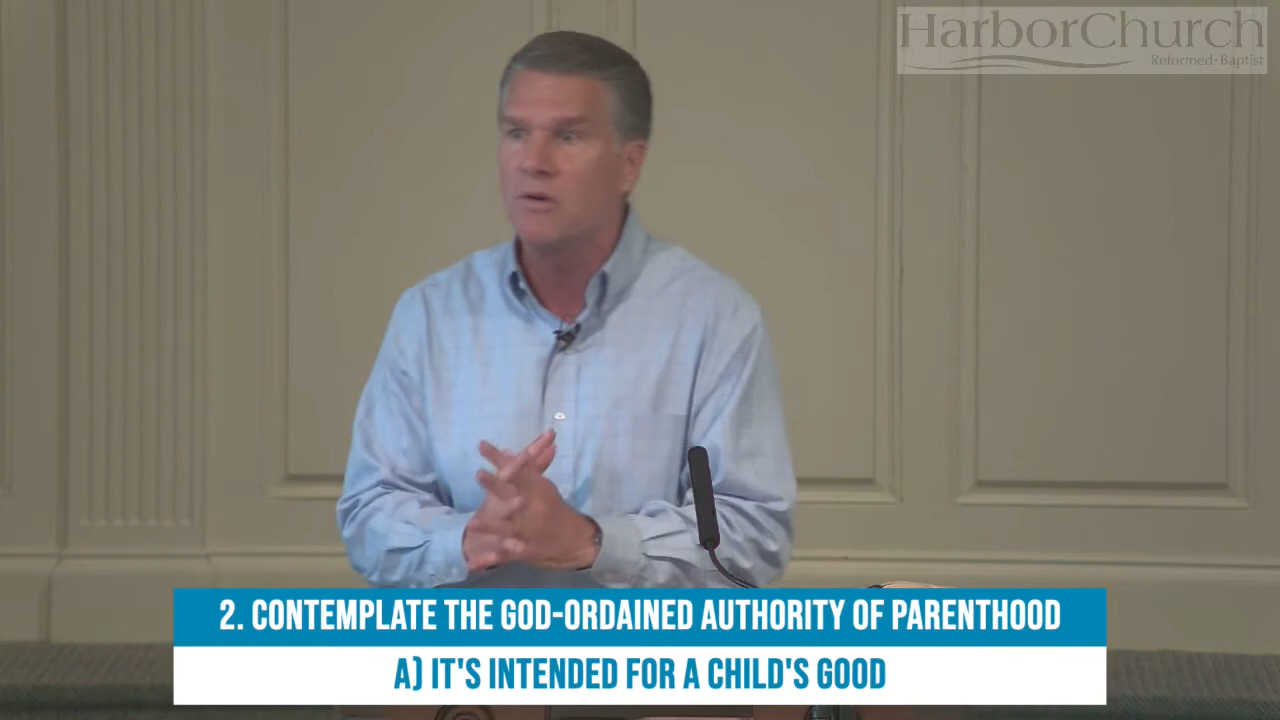 HarborChurch
Reformed-Baptist
2. CONTEMPLATE THE GOD-ORDAINED AUTHORITY OF PARENTHOOD
A) IT'S INTENDED FOR A CHILD'S GOOD